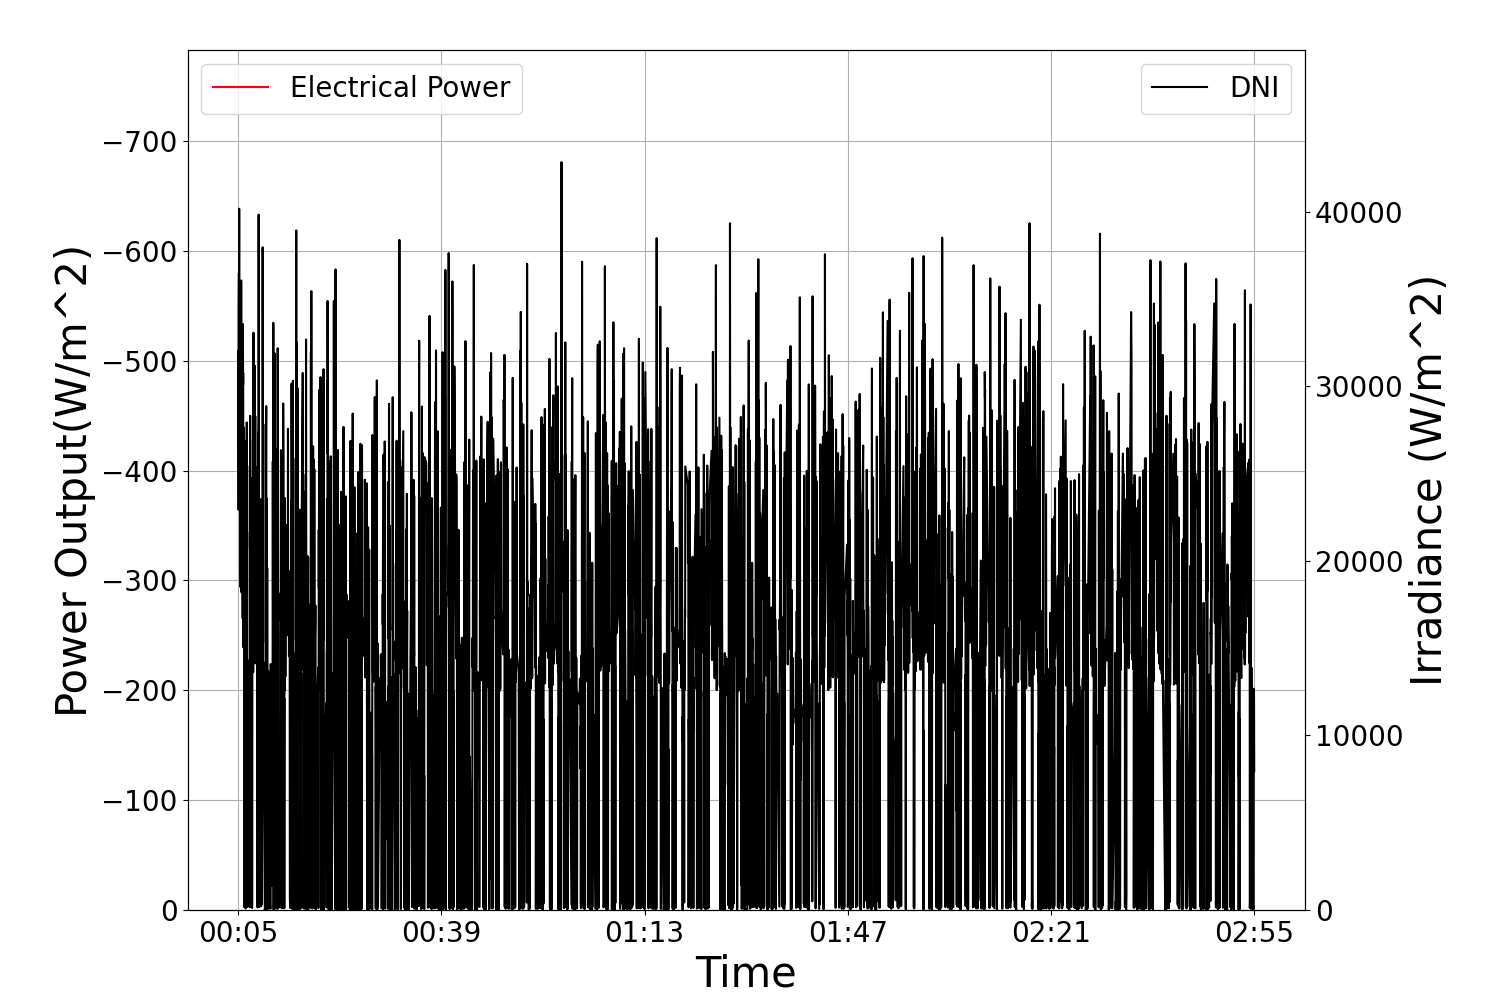 Electrical Power
DNI
−700
−600
−500
−400
−300
−200
−100
0
Power Output(W/m^2)
40000
30000
20000
10000
0
Irradiance (W/m^2)
00:05 00:39 01:13 01:47 02:21 02:55
Time